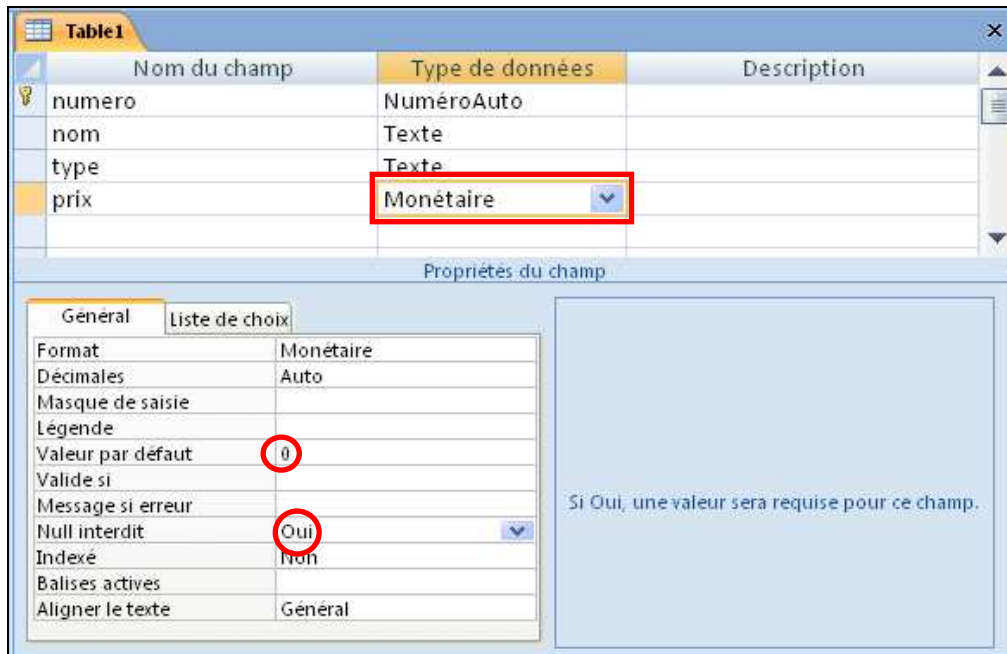 Table1
Nom du champ Type de données Description
numero NuméroAuto
nom Texte
type Texte
prix Monétaire
Propriétés du champ
Général Liste de choix
Format Monétaire
Décimales Auto
Masque de saisie
Légende
Valeur par défaut 0
Valide si
Message si erreur
Null interdit Oui
Si Oui, une valeur sera requise pour ce champ.
Indexé Non
Balises actives
Aligner le texte Général